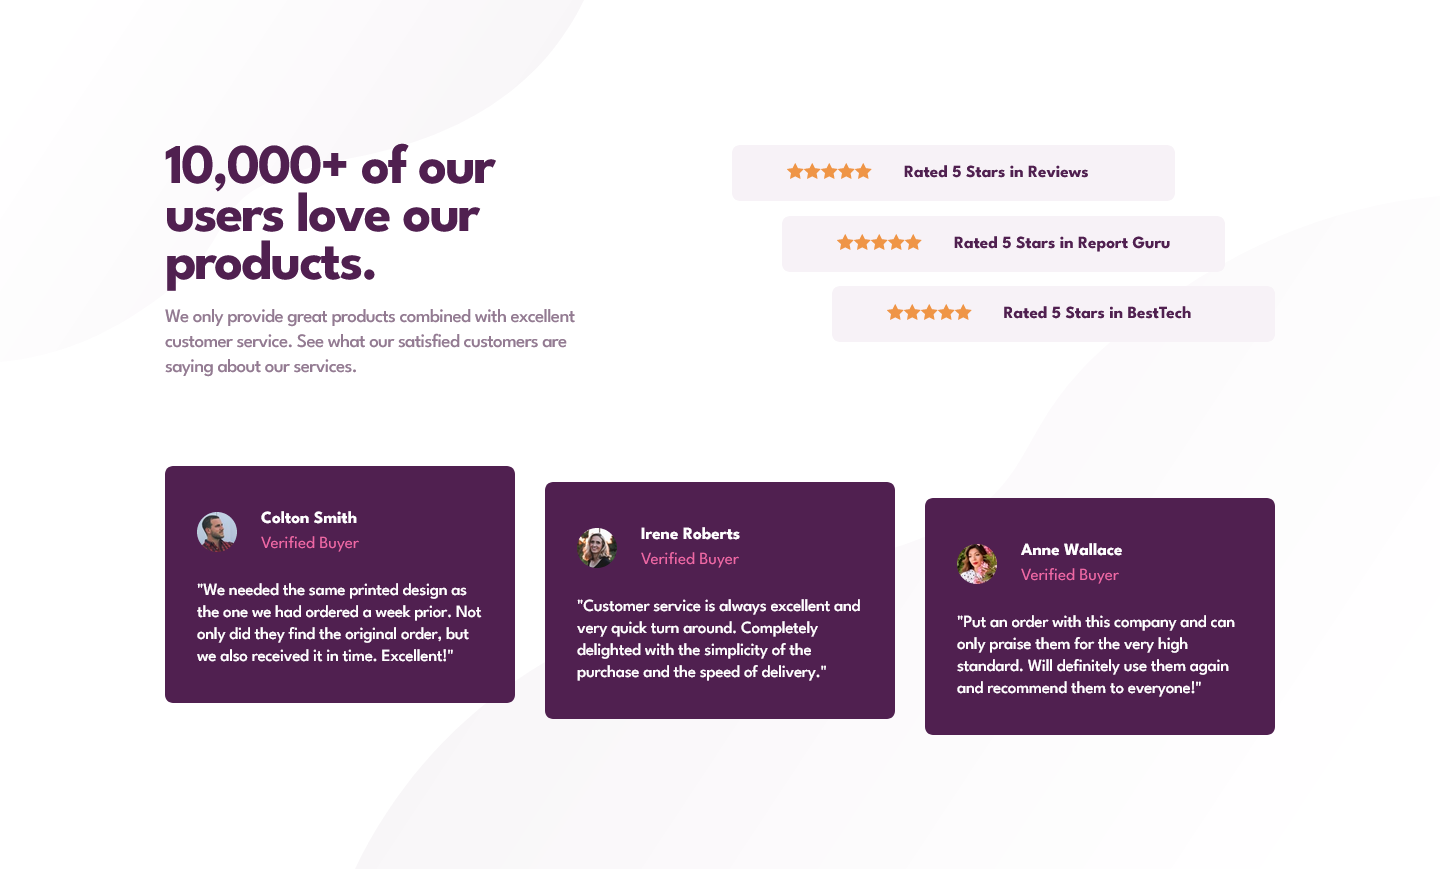 10,000+ of our
users love our
products.
We only provide great products combined with excellent
customer service. See what our satisfied customers are
saying about our services.
Rated 5 Stars in Reviews
Rated 5 Stars in Report Guru
Rated 5 Stars in BestTech
Colton Smith
Verified Buyer
"We needed the same printed design as
the one we had ordered a week prior. Not
only did they find the original order, but
we also received it in time. Excellent!"
Irene Roberts
Verified Buyer
"Customer service is always excellent and
very quick turn around. Completely
delighted with the simplicity of the
purchase and the speed of delivery."
Anne Wallace
Verified Buyer
"Put an order with this company and can
only praise them for the very high
standard. Will definitely use them again
and recommend them to everyone!"